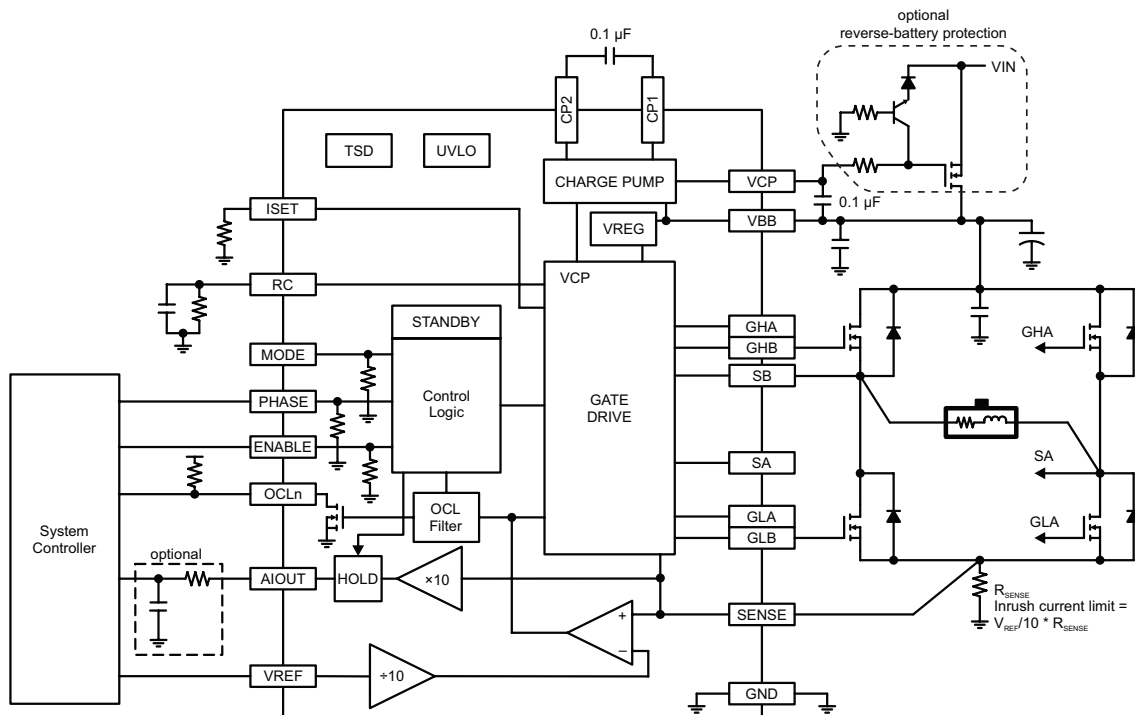 optional
reverse-battery protection
0.1 µF
VIN
CP2
CP1
TSD
UVLO
CHARGE PUMP
VCP
0.1 µF
ISET
VREG
VBB
RC
VCP
STANDBY
MODE
Control
Logic
GATE
DRIVE
GHA
GHB
SB
GHA
PHASE
ENABLE
SA
SA
OCLn
OCL
Filter
GLA
GLB
GLA
System
Controller
optional
AIOUT
HOLD
×10
SENSE
RSENSE
Inrush current limit =
VREF/10 * RSENSE
+
–
VREF
÷10
GND